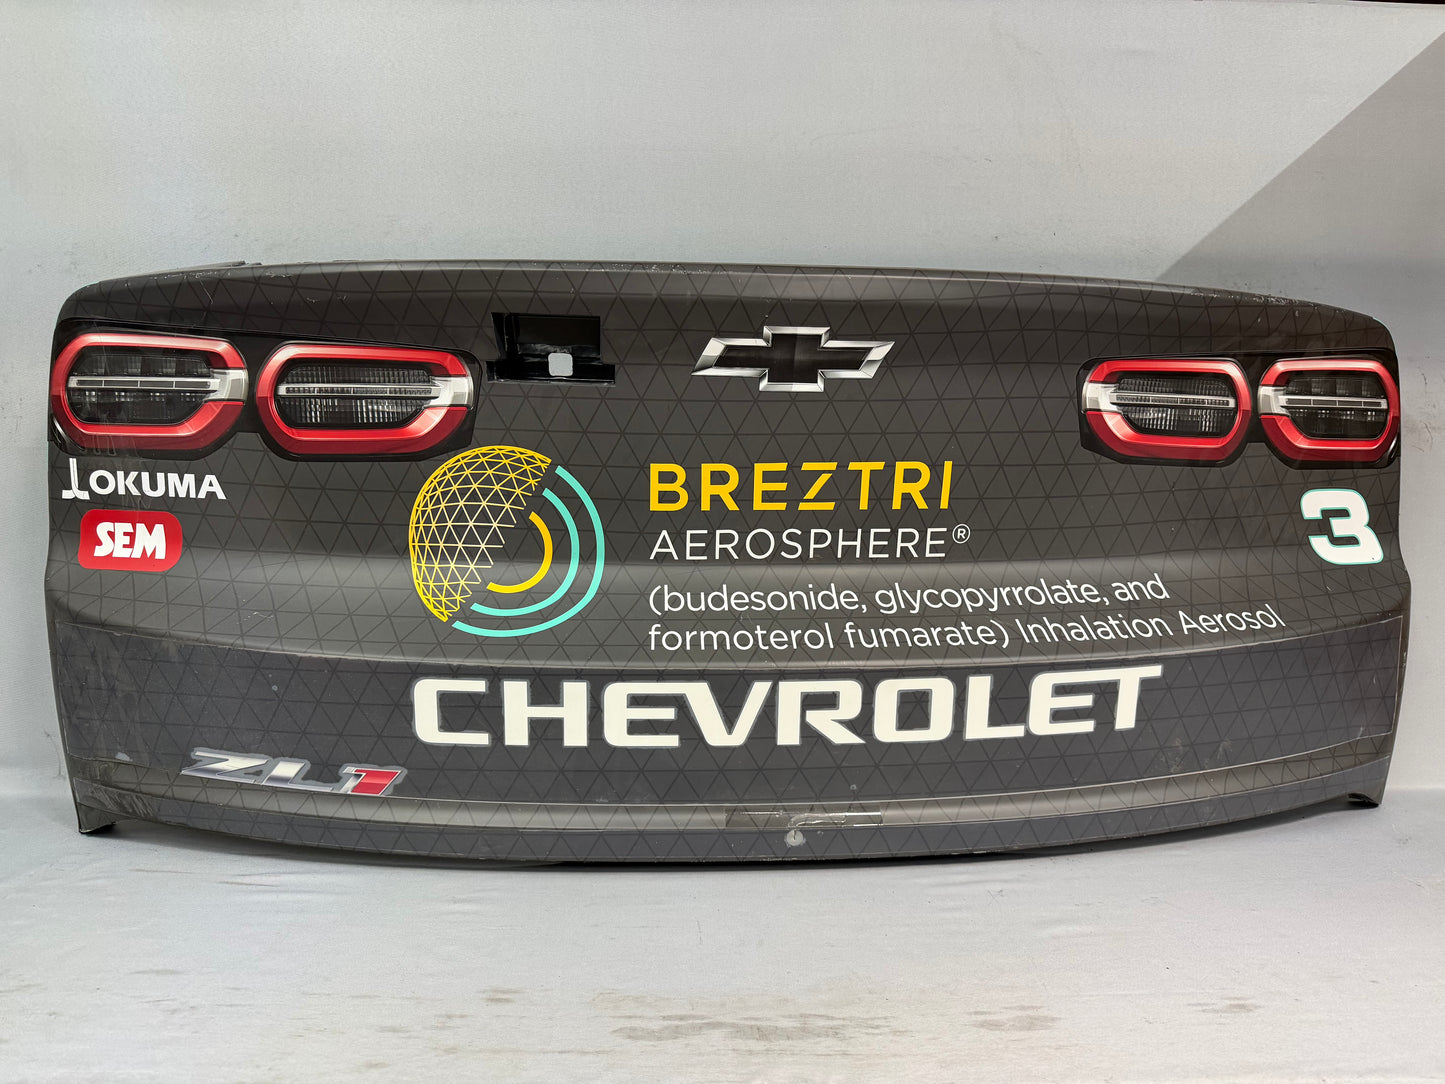 OKUMA
SEM
BREZTRI
AEROSPHERE®
(budesonide, glycopyrrolate, and
formoterol fumarate) Inhalation Aerosol
3
CHEVROLET
ZL1